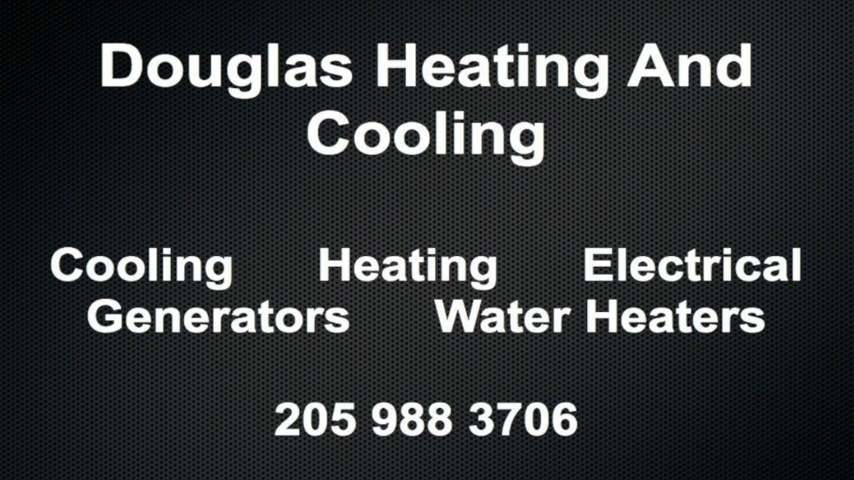 Douglas Heating And
Cooling
Cooling Heating Electrical
Generators Water Heaters
205 988 3706